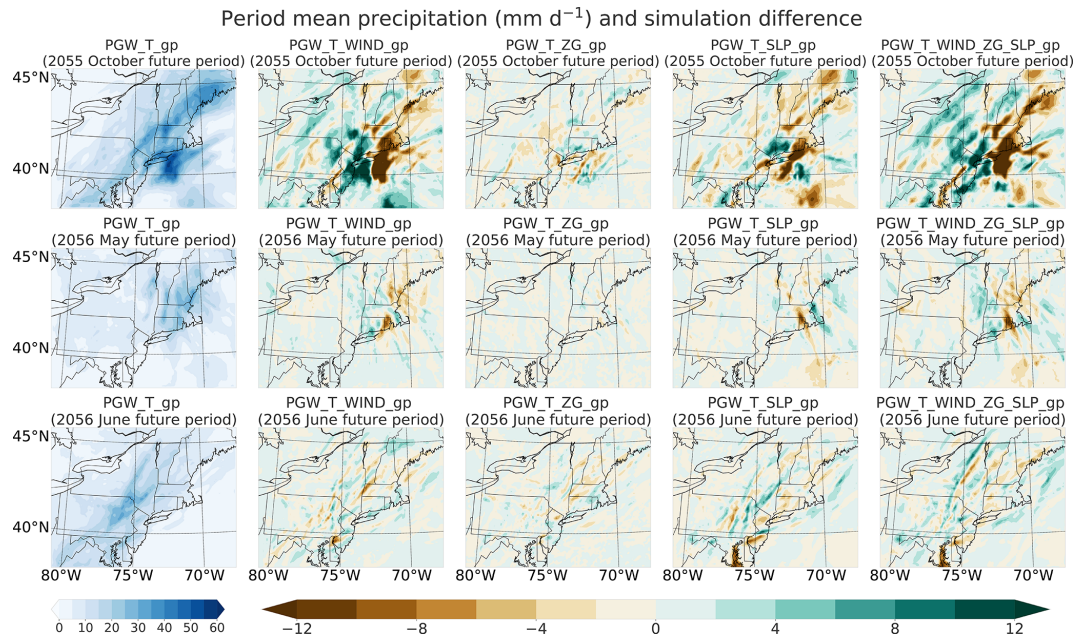 Period mean precipitation (mm d⁻¹) and simulation difference
PGW_T_gp PGW_T_WIND_gp PGW_T_ZG_gp PGW_T_SLP_gp PGW_T_WIND_ZG_SLP_gp
(2055 October future period) (2055 October future period) (2055 October future period) (2055 October future period) (2055 October future period)
45°N
40°N
PGW_T_gp PGW_T_WIND_gp PGW_T_ZG_gp PGW_T_SLP_gp PGW_T_WIND_ZG_SLP_gp
(2056 May future period) (2056 May future period) (2056 May future period) (2056 May future period) (2056 May future period)
45°N
40°N
PGW_T_gp PGW_T_WIND_gp PGW_T_ZG_gp PGW_T_SLP_gp PGW_T_WIND_ZG_SLP_gp
(2056 June future period) (2056 June future period) (2056 June future period) (2056 June future period) (2056 June future period)
45°N
40°N
80°W 75°W 70°W 80°W 75°W 70°W 80°W 75°W 70°W 80°W 75°W 70°W 80°W 75°W 70°W
0 10 20 30 40 50 60 −12 −8 −4 0 4 8 12